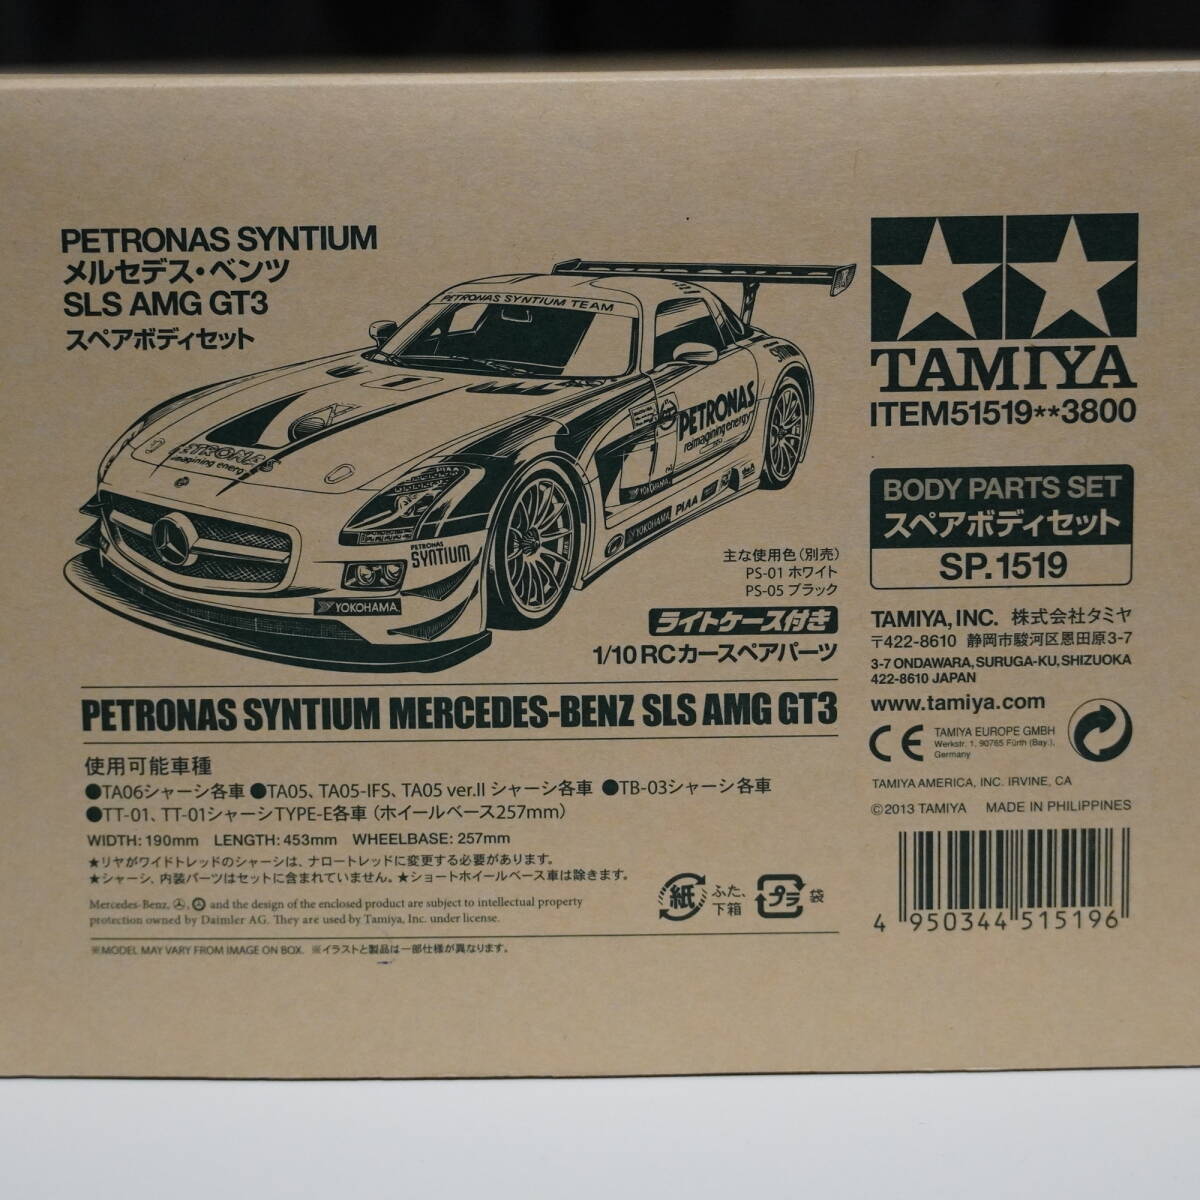 PETRONAS SYNTIUM
メルセデス・ベンツ
SLS AMG GT3
スペアボディセット
PETRONAS SYNTIUM TEAM
PETRONAS
reimagining energy
PETRONAS
reimagining energy
PIAA
YOKOHAMA
YOKOHAMA
PIAA
PETRONAS
SYNTIUM
YOKOHAMA
主な使用色(別売)
PS-01 ホワイト
PS-05 ブラック
ライトケース付き
1/10 RCカースペアパーツ
PETRONAS SYNTIUM MERCEDES-BENZ SLS AMG GT3
使用可能車種
●TA06シャーシ各車 ●TA05、TA05-IFS、TA05 ver.II シャーシ各車 ●TB-03シャーシ各車
●TT-01、TT-01シャーシTYPE-E各車(ホイールベース257mm)
WIDTH: 190mm LENGTH: 453mm WHEELBASE: 257mm
★リヤがワイドトレッドのシャーシは、ナロートレッドに変更する必要があります。
★シャーシ、内装パーツはセットに含まれていません。★ショートホイールベース車は除きます。
Mercedes-Benz, and the design of the enclosed product are subject to intellectual property
protection owned by Daimler AG. They are used by Tamiya, Inc. under license.
※MODEL MAY VARY FROM IMAGE ON BOX. ※イラストと製品は一部仕様が異なります。
紙
ふた、
下箱
プラ
袋
TAMIYA
ITEM51519**3800
BODY PARTS SET
スペアボディセット
SP.1519
TAMIYA, INC. 株式会社タミヤ
〒422-8610 静岡市駿河区恩田原3-7
3-7 ONDAWARA, SURUGA-KU, SHIZUOKA
422-8610 JAPAN
www.tamiya.com
CE
TAMIYA EUROPE GMBH
Werkstr. 1, 90765 Fürth (Bay.),
Germany
TAMIYA AMERICA, INC. IRVINE, CA
©2013 TAMIYA MADE IN PHILIPPINES
4 950344 515196